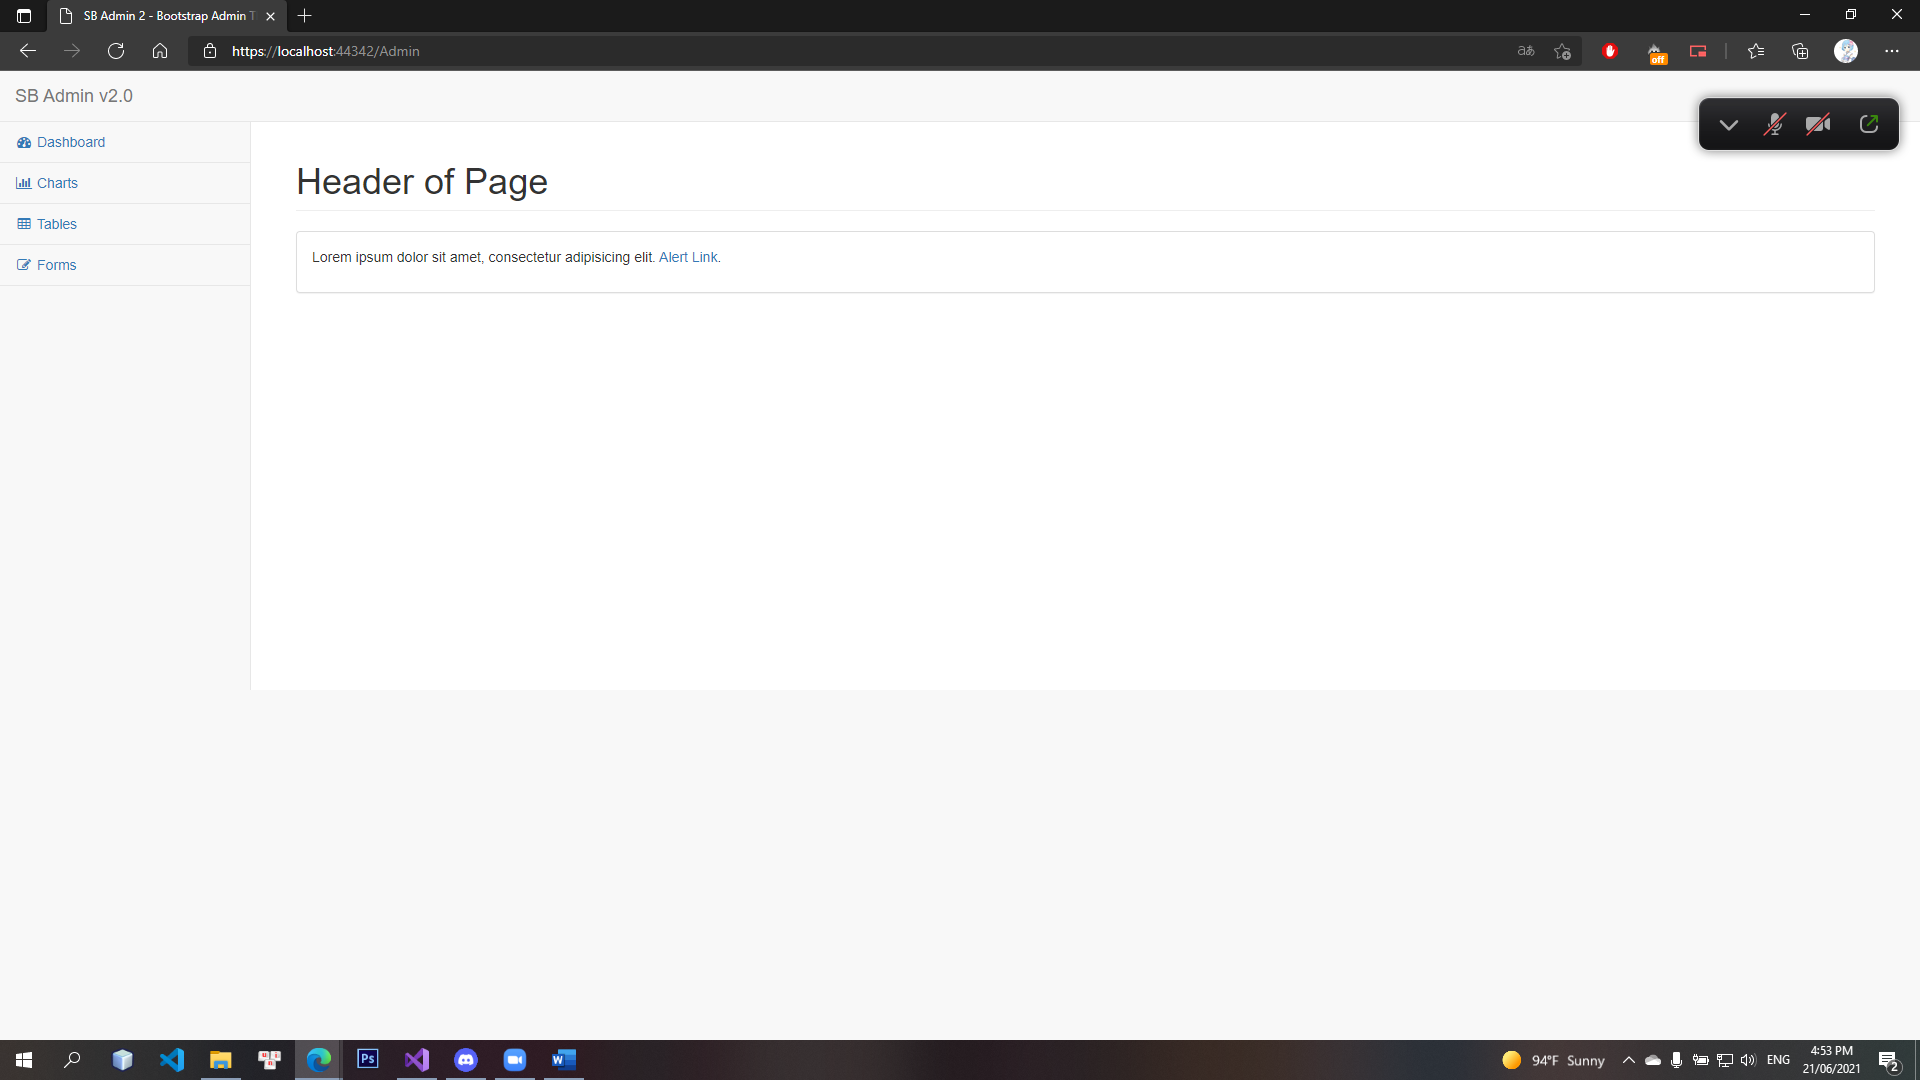 SB Admin 2 - Bootstrap Admin T
https://localhost:44342/Admin
off
SB Admin v2.0
Dashboard
Charts
Tables
Forms
Header of Page
Lorem ipsum dolor sit amet, consectetur adipisicing elit. Alert Link.
Ps
94°F Sunny
ENG
4:53 PM
21/06/2021
2